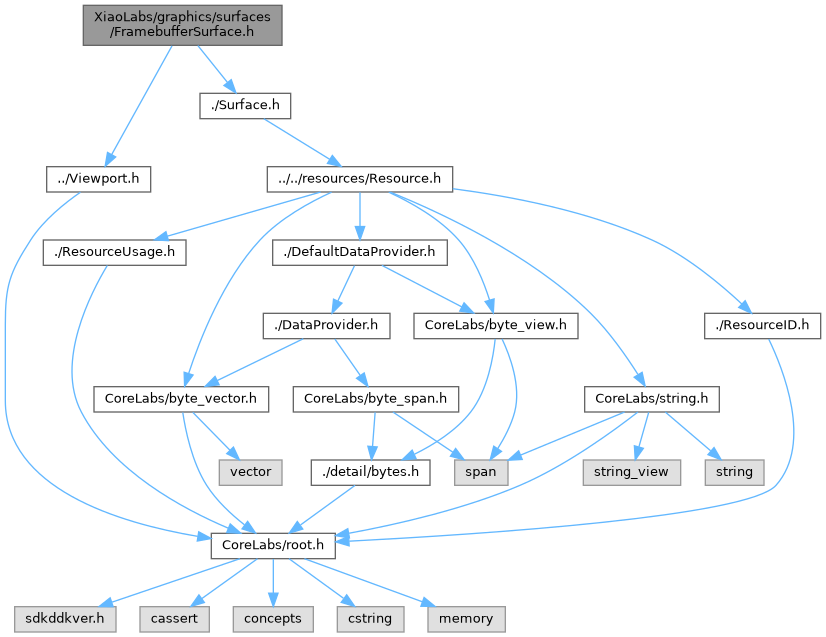 XiaoLabs/graphics/surfaces
/FramebufferSurface.h
./Surface.h
../Viewport.h
../../resources/Resource.h
./ResourceUsage.h
./DefaultDataProvider.h
./DataProvider.h
CoreLabs/byte_view.h
./ResourceID.h
CoreLabs/byte_vector.h
CoreLabs/byte_span.h
CoreLabs/string.h
vector
./detail/bytes.h
span
string_view
string
CoreLabs/root.h
sdkddkver.h
cassert
concepts
cstring
memory